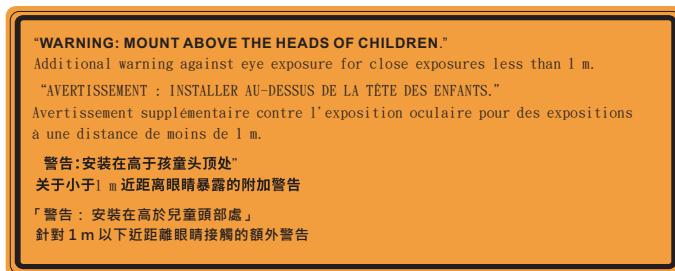 “WARNING: MOUNT ABOVE THE HEADS OF CHILDREN.”
Additional warning against eye exposure for close exposures less than 1 m.
“AVERTISSEMENT : INSTALLER AU-DESSUS DE LA TÊTE DES ENFANTS.”
Avertissement supplémentaire contre l'exposition oculaire pour des expositions
à une distance de moins de 1 m.
警告:安装在高于孩童头顶处”
关于小于1 m 近距离眼睛暴露的附加警告
「警告： 安裝在高於兒童頭部處」
針對 1 m 以下近距離眼睛接觸的額外警告